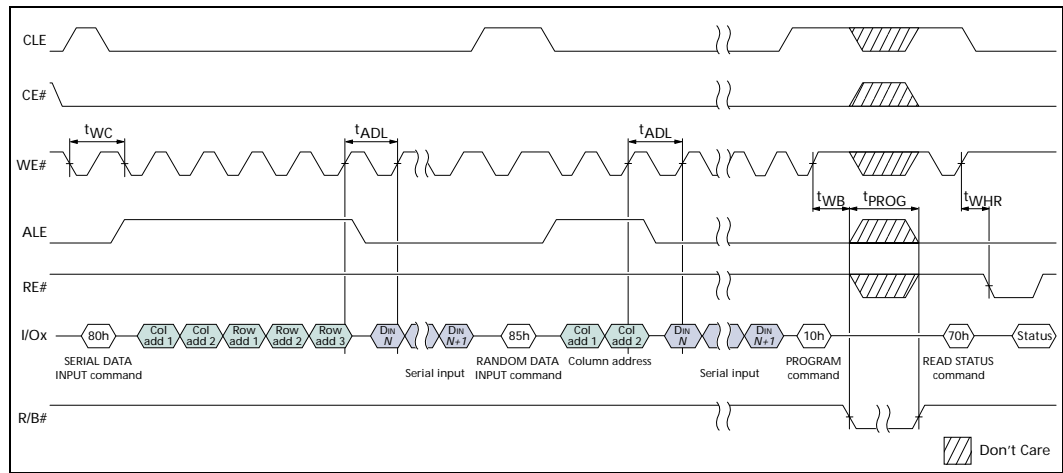 CLE
CE#
tWC
tADL
tADL
WE#
tWB
tPROG
tWHR
ALE
RE#
I/Ox
80h
Col add 1
Col add 2
Row add 1
Row add 2
Row add 3
DIN N
DIN N+1
85h
Col add 1
Col add 2
DIN N
DIN N+1
10h
70h
Status
SERIAL DATA INPUT command
Serial input
RANDOM DATA INPUT command
Column address
Serial input
PROGRAM command
READ STATUS command
R/B#
Don't Care